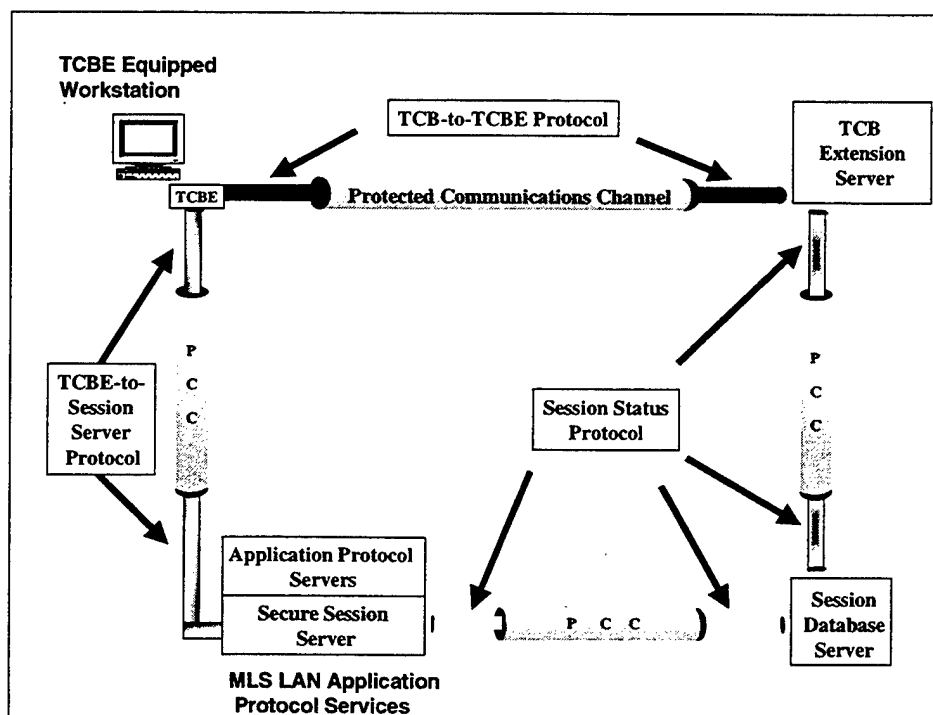 TCBE Equipped
Workstation
TCB-to-TCBE Protocol
TCB
Extension
Server
TCBE
Protected Communications Channel
P
C
C
P
C
C
TCBE-to-
Session
Server
Protocol
Session Status
Protocol
Application Protocol
Servers
Secure Session
Server
P C C
Session
Database
Server
MLS LAN Application
Protocol Services